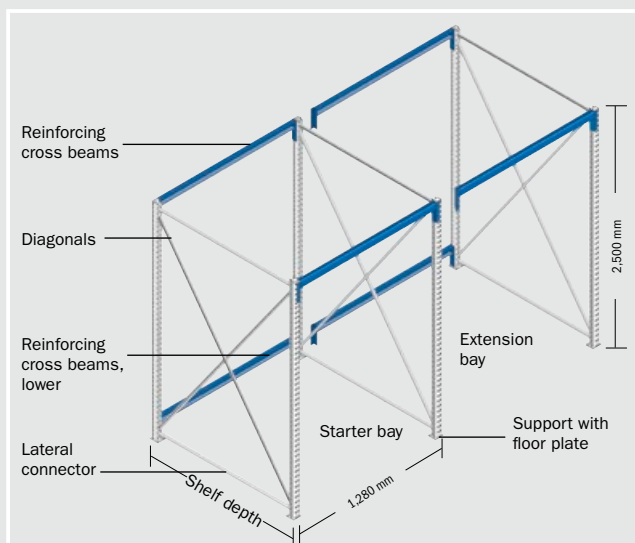 Reinforcing
cross beams
Diagonals
Reinforcing
cross beams,
lower
Lateral
connector
Shelf depth
1,280 mm
Starter bay
Extension
bay
Support with
floor plate
2,500 mm